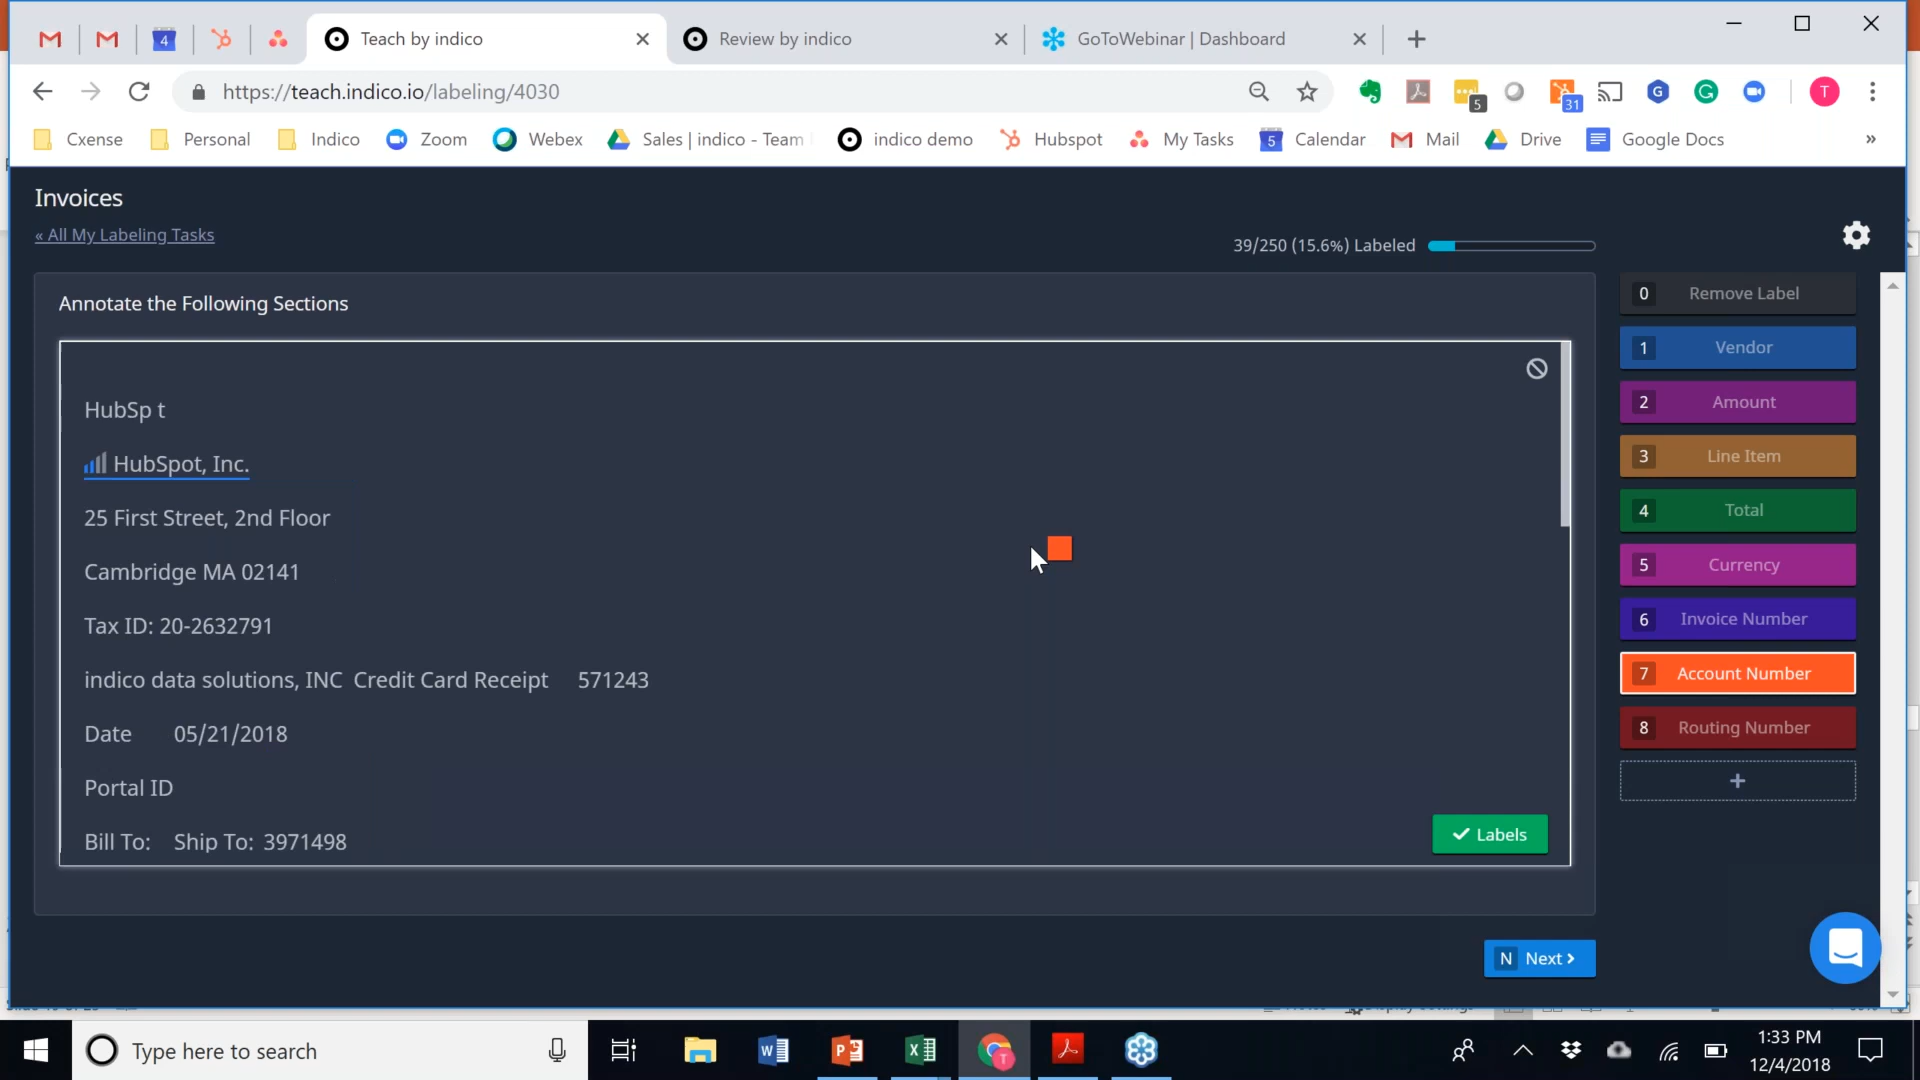 4
Teach by indico
Review by indico
GoToWebinar | Dashboard
https://teach.indico.io/labeling/4030
5
31
G
T
Cxense
Personal
Indico
Zoom
Webex
Sales | indico - Team
indico demo
Hubspot
My Tasks
5 Calendar
Mail
Drive
Google Docs
»
Invoices
« All My Labeling Tasks
39/250 (15.6%) Labeled
Annotate the Following Sections
HubSp t
HubSpot, Inc.
25 First Street, 2nd Floor
Cambridge MA 02141
Tax ID: 20-2632791
indico data solutions, INC Credit Card Receipt 571243
Date 05/21/2018
Portal ID
Bill To: Ship To: 3971498
Labels
0 Remove Label
1 Vendor
2 Amount
3 Line Item
4 Total
5 Currency
6 Invoice Number
7 Account Number
8 Routing Number
+
N Next
Type here to search
1:33 PM
12/4/2018